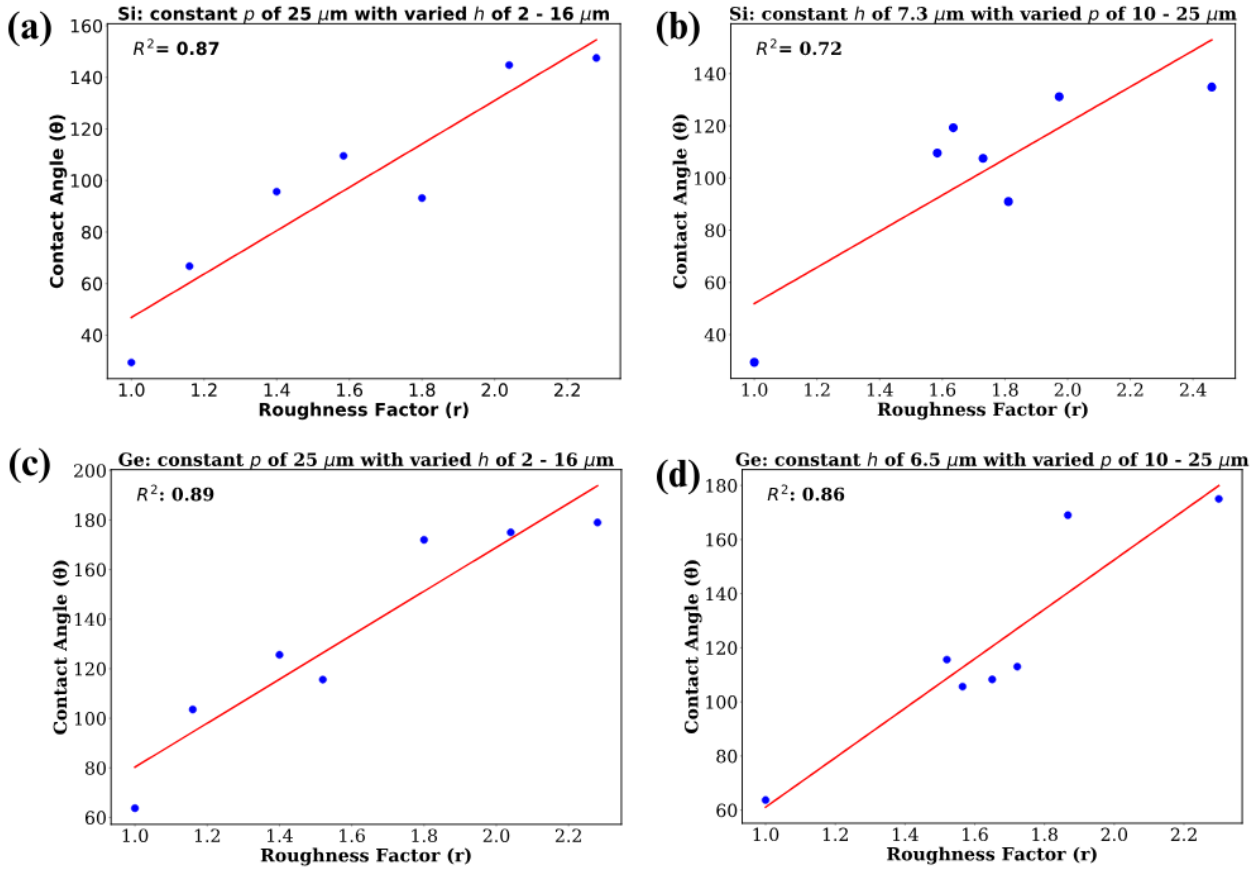 (a)
Si: constant p of 25 μm with varied h of 2 - 16 μm
R²= 0.87
160
140
120
100
80
60
40
Contact Angle (θ)
1.0 1.2 1.4 1.6 1.8 2.0 2.2
Roughness Factor (r)
(b)
Si: constant h of 7.3 μm with varied p of 10 - 25 μm
R²= 0.72
140
120
100
80
60
40
Contact Angle (θ)
1.0 1.2 1.4 1.6 1.8 2.0 2.2 2.4
Roughness Factor (r)
(c)
Ge: constant p of 25 μm with varied h of 2 - 16 μm
R²: 0.89
200
180
160
140
120
100
80
60
Contact Angle (θ)
1.0 1.2 1.4 1.6 1.8 2.0 2.2
Roughness Factor (r)
(d)
Ge: constant h of 6.5 μm with varied p of 10 - 25 μm
R²: 0.86
180
160
140
120
100
80
60
Contact Angle (θ)
1.0 1.2 1.4 1.6 1.8 2.0 2.2
Roughness Factor (r)